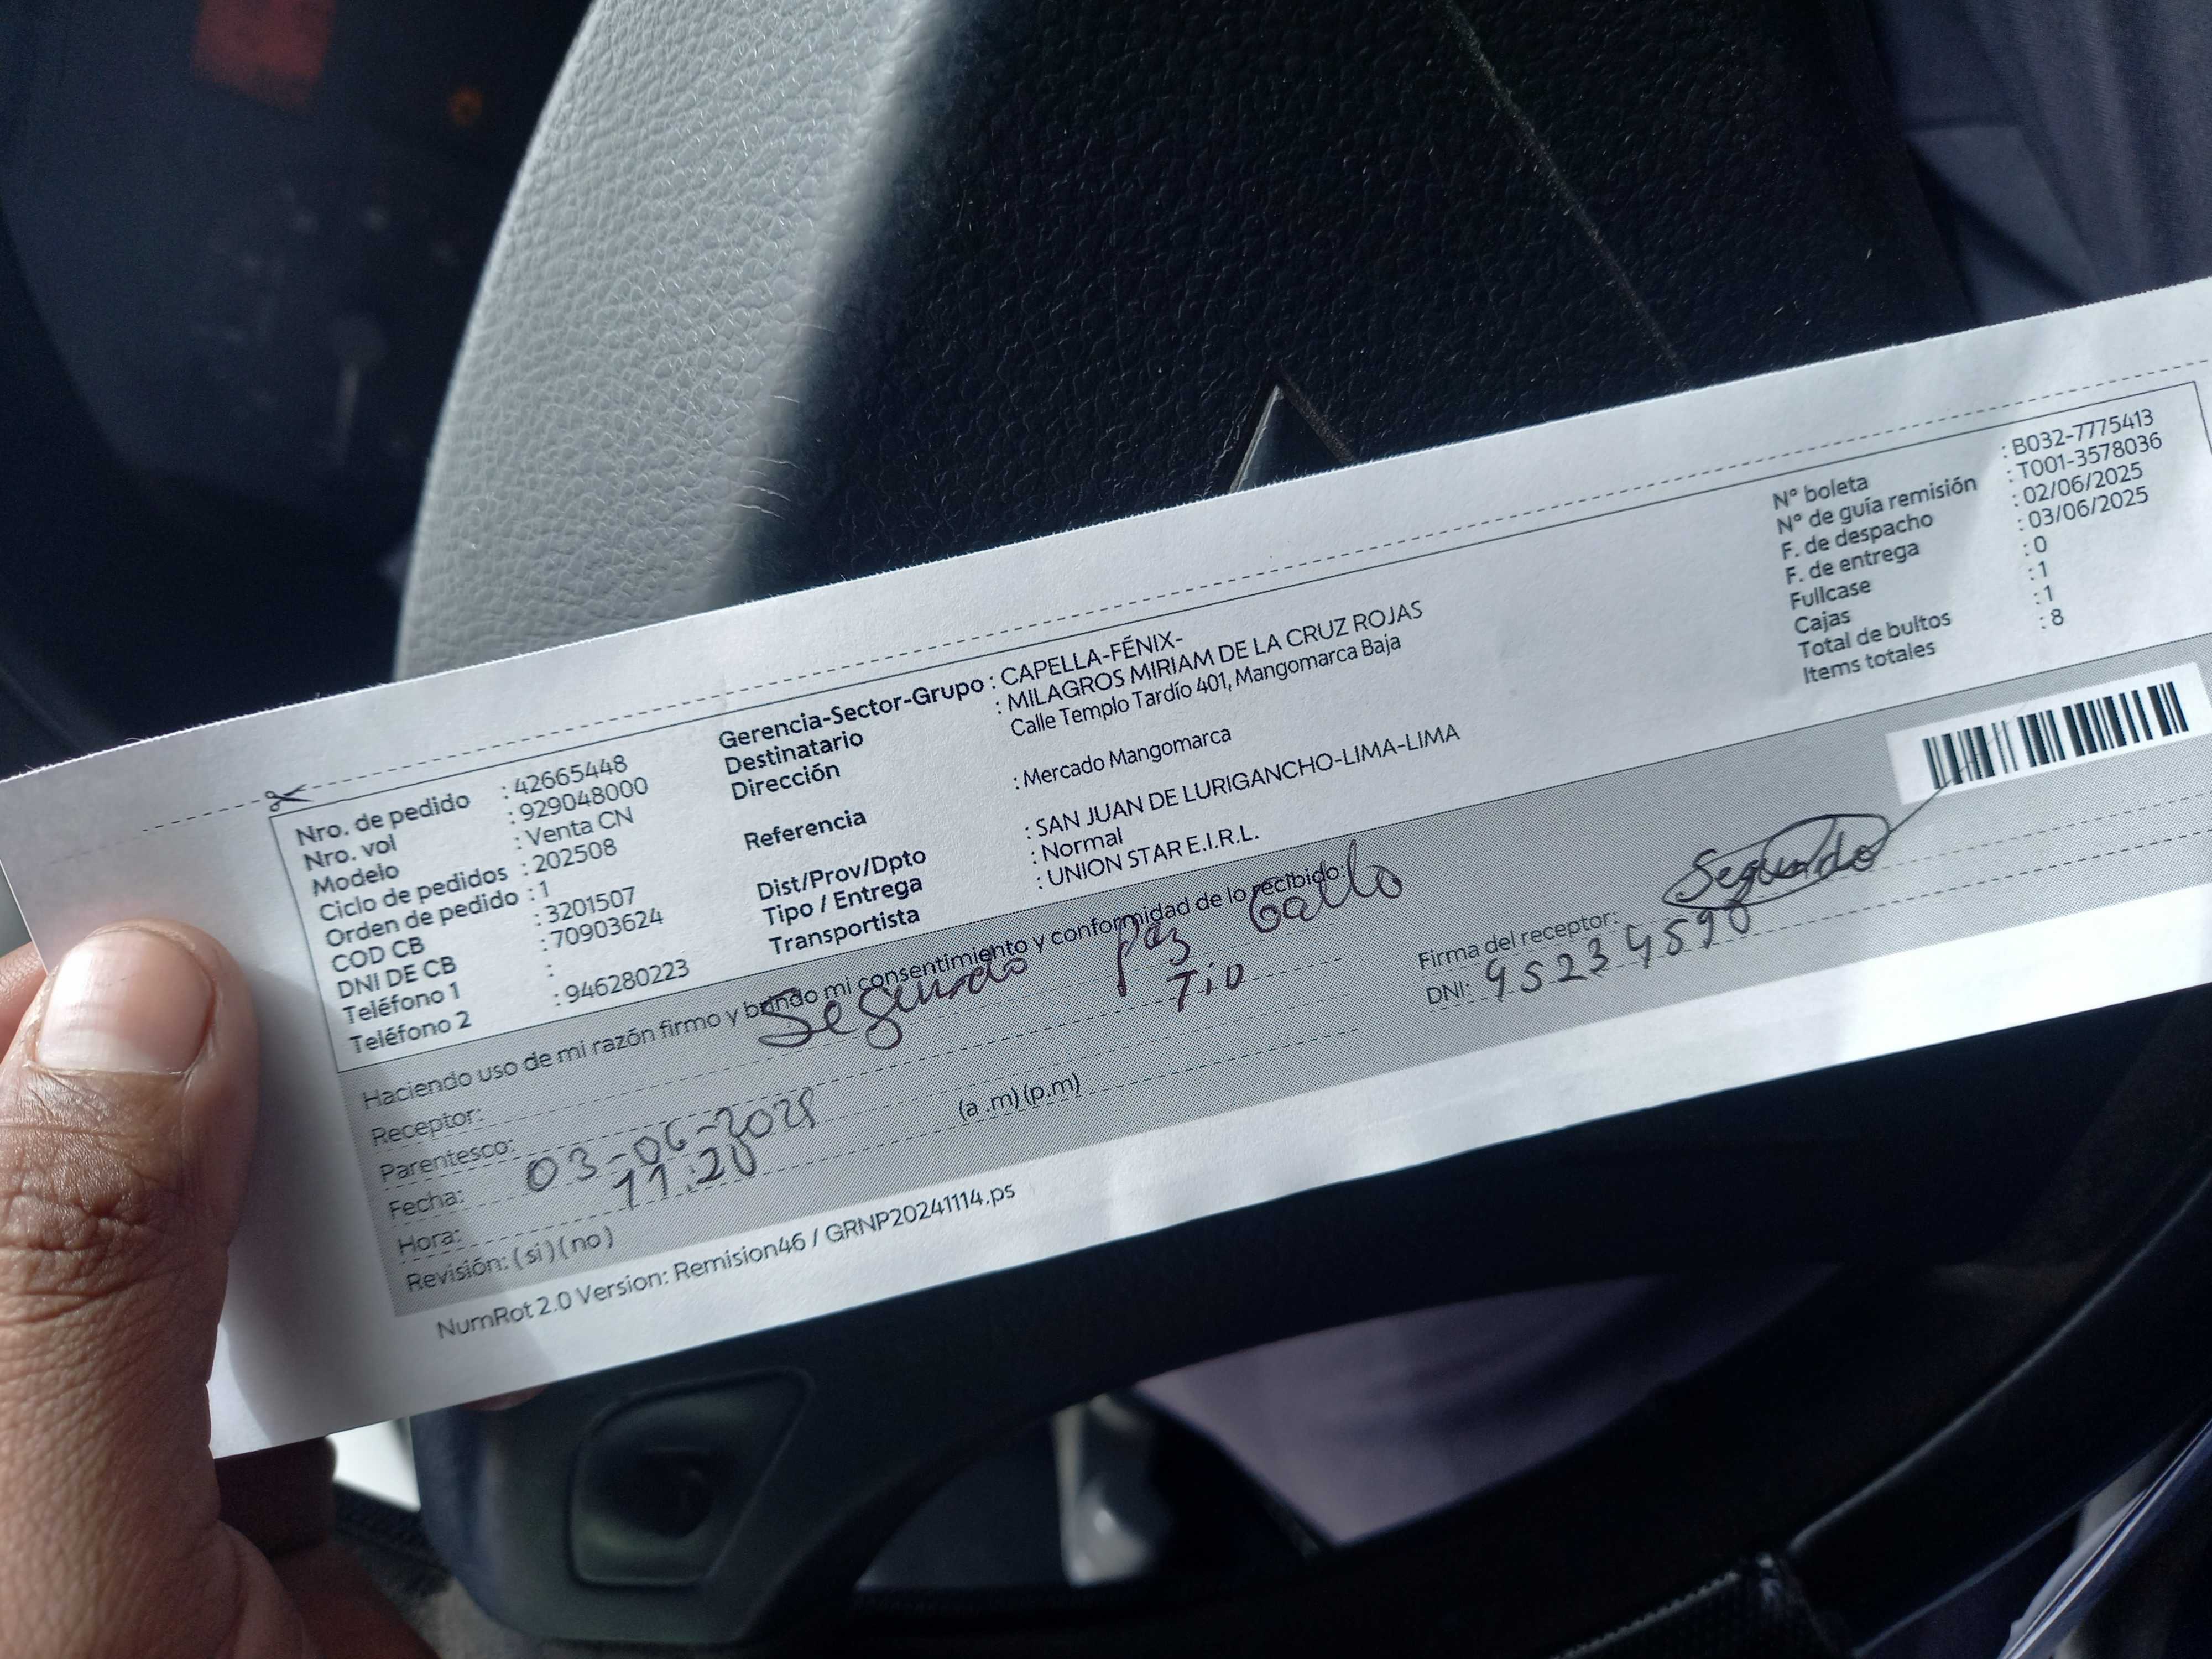 Nro. de pedido : 42665448
Nro. vol : 929048000
Modelo : Venta CN
Ciclo de pedidos : 202508
Orden de pedido : 1
COD CB : 3201507
DNI DE CB : 70903624
Teléfono 1 :
Teléfono 2 : 946280223
Gerencia-Sector-Grupo : CAPELLA-FÉNIX-
Destinatario : MILAGROS MIRIAM DE LA CRUZ ROJAS
Dirección Calle Templo Tardío 401, Mangomarca Baja
Referencia : Mercado Mangomarca
Dist/Prov/Dpto : SAN JUAN DE LURIGANCHO-LIMA-LIMA
Tipo / Entrega : Normal
Transportista : UNION STAR E.I.R.L.
N° boleta : B032-7775413
N° de guía remisión : T001-3578036
F. de despacho : 02/06/2025
F. de entrega : 03/06/2025
Fullcase : 0
Cajas : 1
Total de bultos : 1
Items totales : 8
Haciendo uso de mi razón firmo y brindo mi consentimiento y conformidad de lo recibido:
Receptor: Segundo paz Gallo
Parentesco: Tio
Fecha: 03-06-2025
Hora: 11:20 (a .m) (p.m)
Revisión: (si) (no)
Firma del receptor: Segundo
DNI:
NumRot 2.0 Version: Remision46 / GRNP20241114.ps